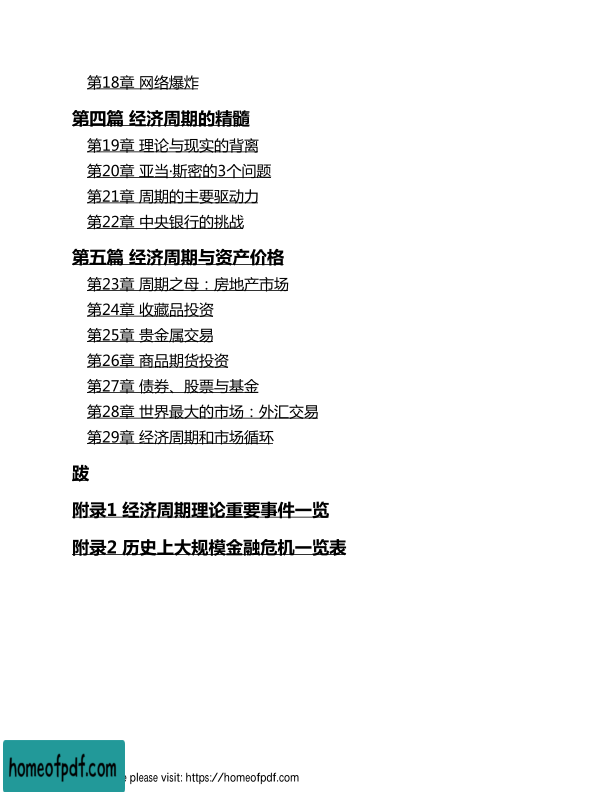 第18章 网络爆炸
第四篇 经济周期的精髓
第19章 理论与现实的背离
第20章 亚当·斯密的3个问题
第21章 周期的主要驱动力
第22章 中央银行的挑战
第五篇 经济周期与资产价格
第23章 周期之母：房地产市场
第24章 收藏品投资
第25章 贵金属交易
第26章 商品期货投资
第27章 债券、股票与基金
第28章 世界最大的市场：外汇交易
第29章 经济周期和市场循环
跋
附录1 经济周期理论重要事件一览
附录2 历史上大规模金融危机一览表
homeofpdf.com
please visit: https://homeofpdf.com